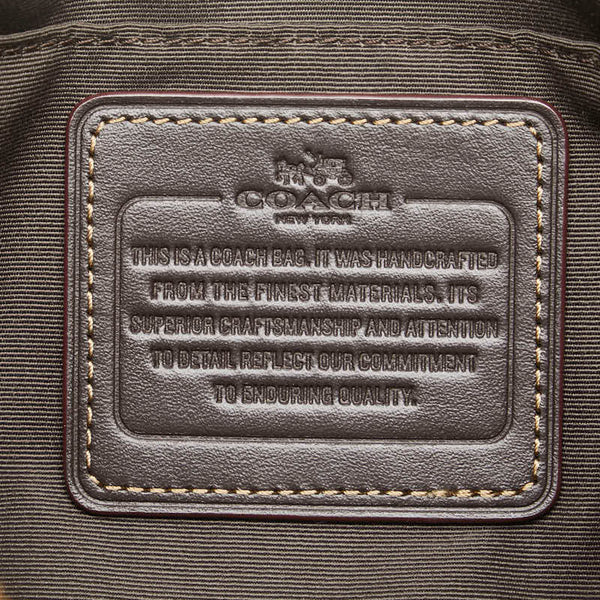 COACH
NEW YORK
THIS IS A COACH BAG. IT WAS HANDCRAFTED
FROM THE FINEST MATERIALS. ITS
SUPERIOR CRAFTSMANSHIP AND ATTENTION
TO DETAIL REFLECT OUR COMMITMENT
TO ENDURING QUALITY.